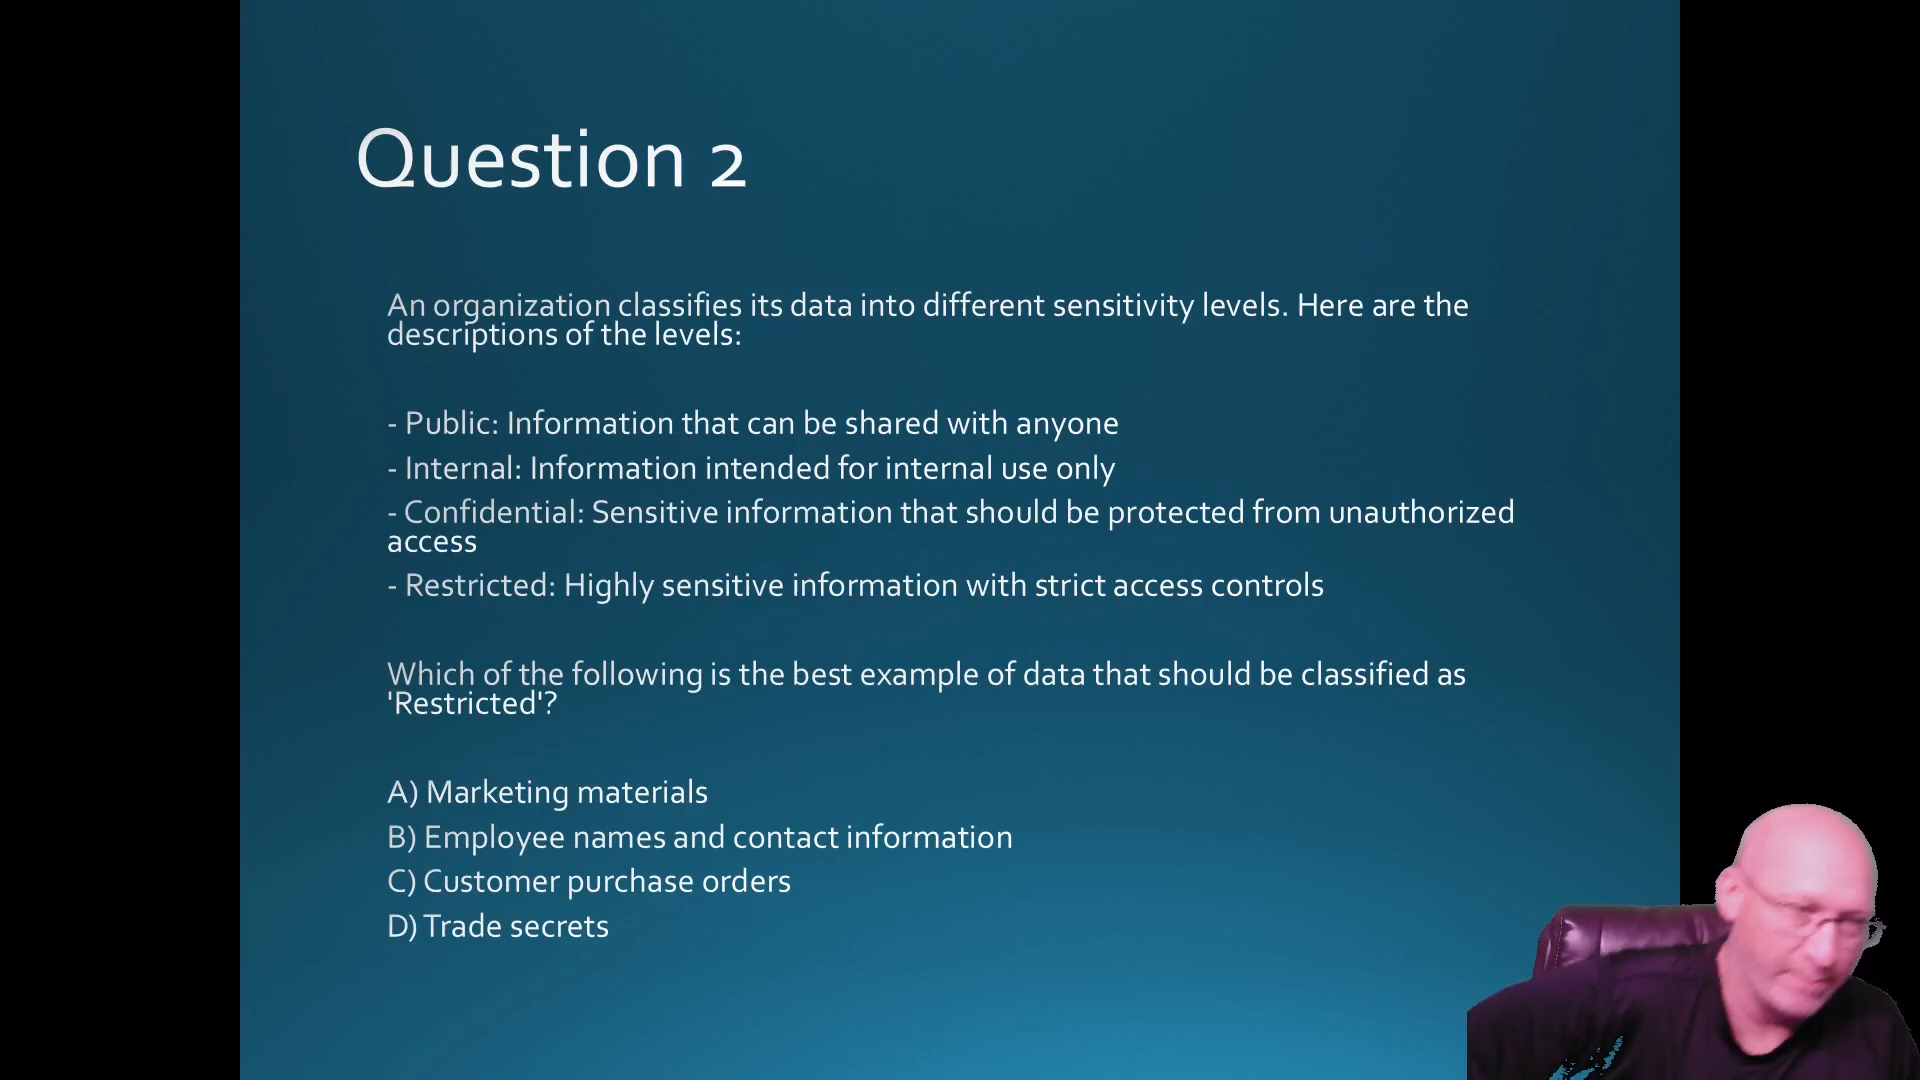 Question 2
An organization classifies its data into different sensitivity levels. Here are the
descriptions of the levels:
- Public: Information that can be shared with anyone
- Internal: Information intended for internal use only
- Confidential: Sensitive information that should be protected from unauthorized
access
- Restricted: Highly sensitive information with strict access controls
Which of the following is the best example of data that should be classified as
'Restricted'?
A) Marketing materials
B) Employee names and contact information
C) Customer purchase orders
D) Trade secrets